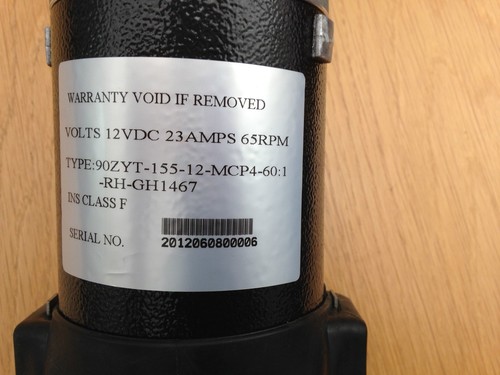 WARRANTY VOID IF REMOVED
VOLTS 12VDC 23AMPS 65RPM
TYPE:90ZYT-155-12-MCP4-60:1
-RH-GH1467
INS CLASS F
SERIAL NO. 2012060800006